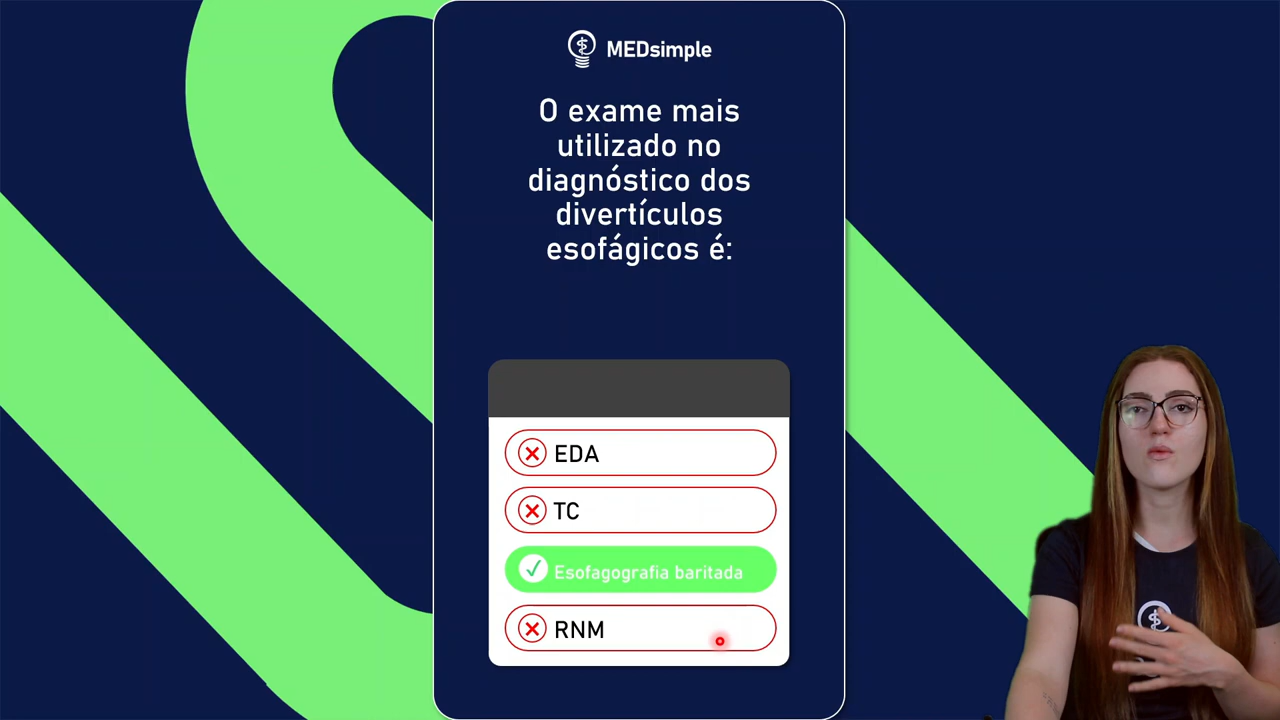 MEDsimple
O exame mais
utilizado no
diagnóstico dos
divertículos
esofágicos é:
EDA
TC
Esofagografia baritada
RNM